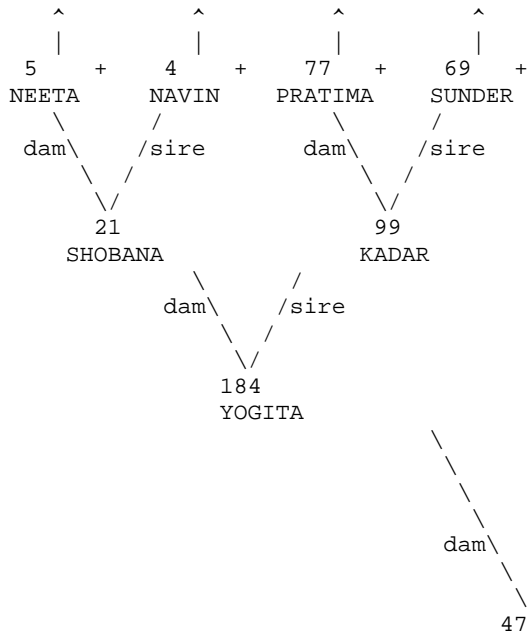 ^ ^ ^ ^
| | | |
5 + 4 + 77 + 69 +
NEETA NAVIN PRATIMA SUNDER
\ / \ /
dam\ /sire dam\ /sire
\ / \ /
\ / \ /
\/ \/
21 99
SHOBANA KADAR
\ /
dam\ /sire
\ /
\ /
\/
184
YOGITA
\
\
\
\
dam\
\
\
47